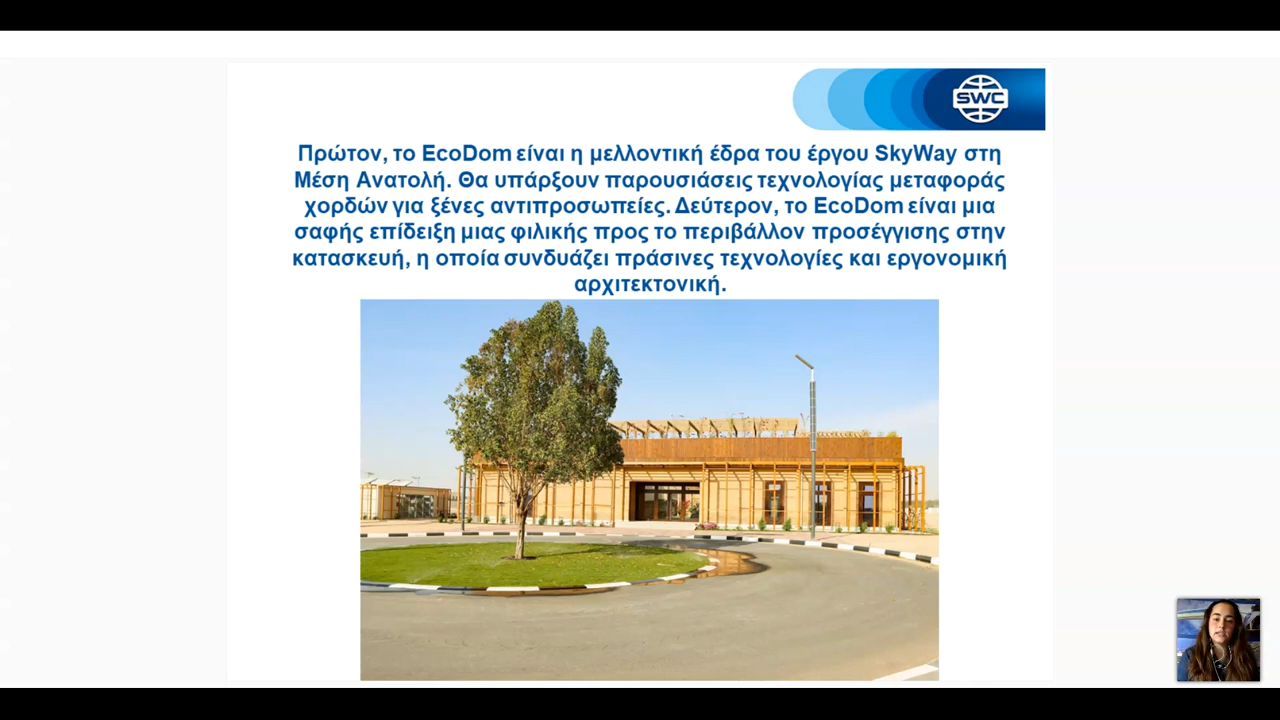 SWC
Πρώτον, το EcoDom είναι η μελλοντική έδρα του έργου SkyWay στη
Μέση Ανατολή. Θα υπάρξουν παρουσιάσεις τεχνολογίας μεταφοράς
χορδών για ξένες αντιπροσωπείες. Δεύτερον, το EcoDom είναι μια
σαφής επίδειξη μιας φιλικής προς το περιβάλλον προσέγγισης στην
κατασκευή, η οποία συνδυάζει πράσινες τεχνολογίες και εργονομική
αρχιτεκτονική.